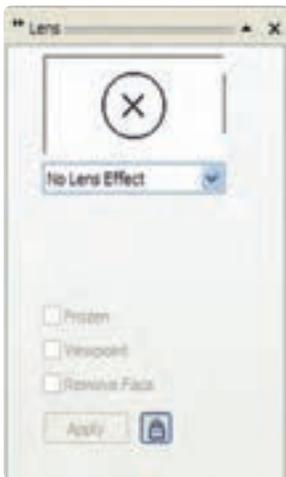 Lens
No Lens Effect
Frozen
Viewpoint
Remove Face
Apply